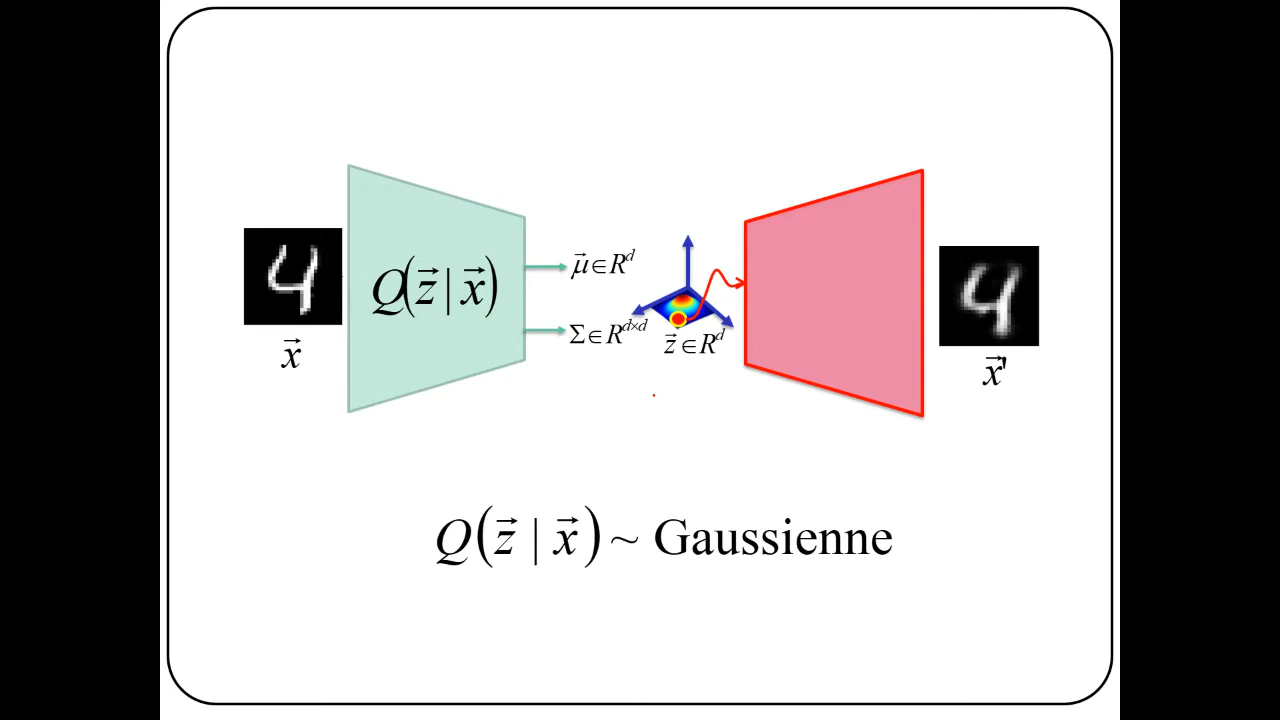 Q(z⃗ | x⃗)
μ⃗ ∈ R^d
Σ ∈ R^{d×d}
z⃗ ∈ R^d
x⃗
x⃗'
Q(z⃗ | x⃗) ~ Gaussienne